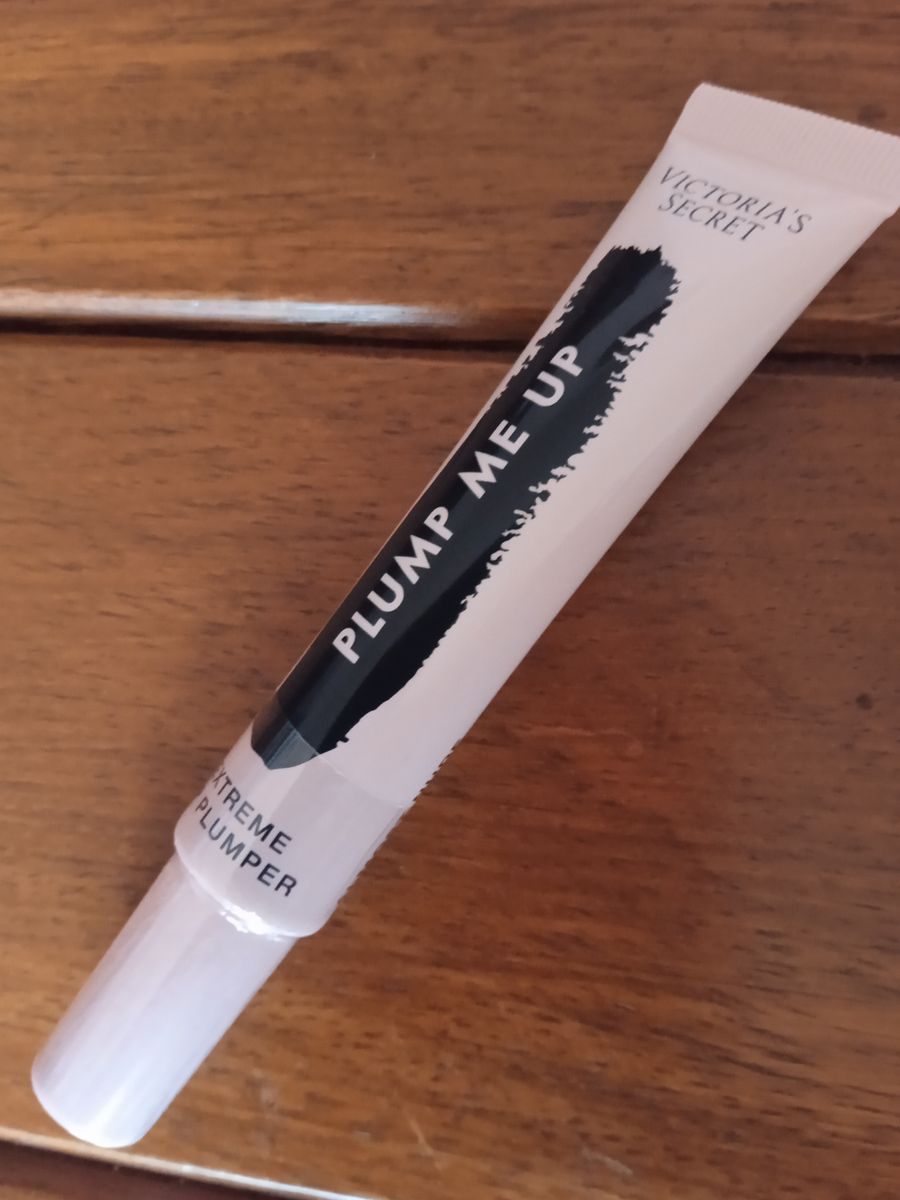 VICTORIA'S
SECRET
PLUMP ME UP
XTREME
PLUMPER